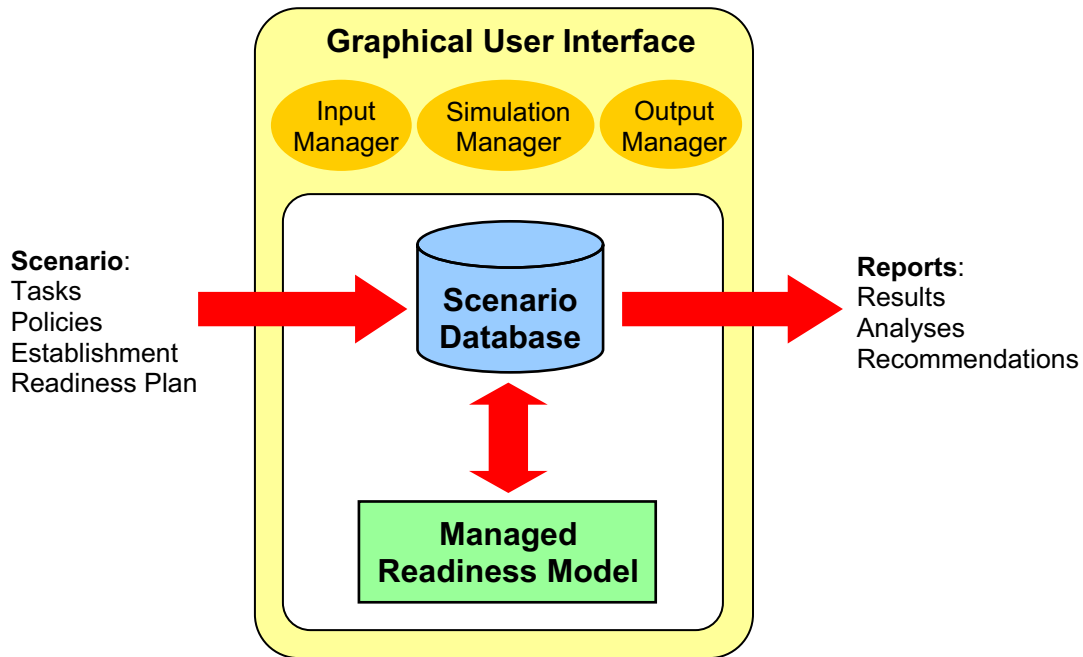 Graphical User Interface
Input
Manager
Simulation
Manager
Output
Manager
Scenario:
Tasks
Policies
Establishment
Readiness Plan
Scenario
Database
Reports:
Results
Analyses
Recommendations
Managed
Readiness Model